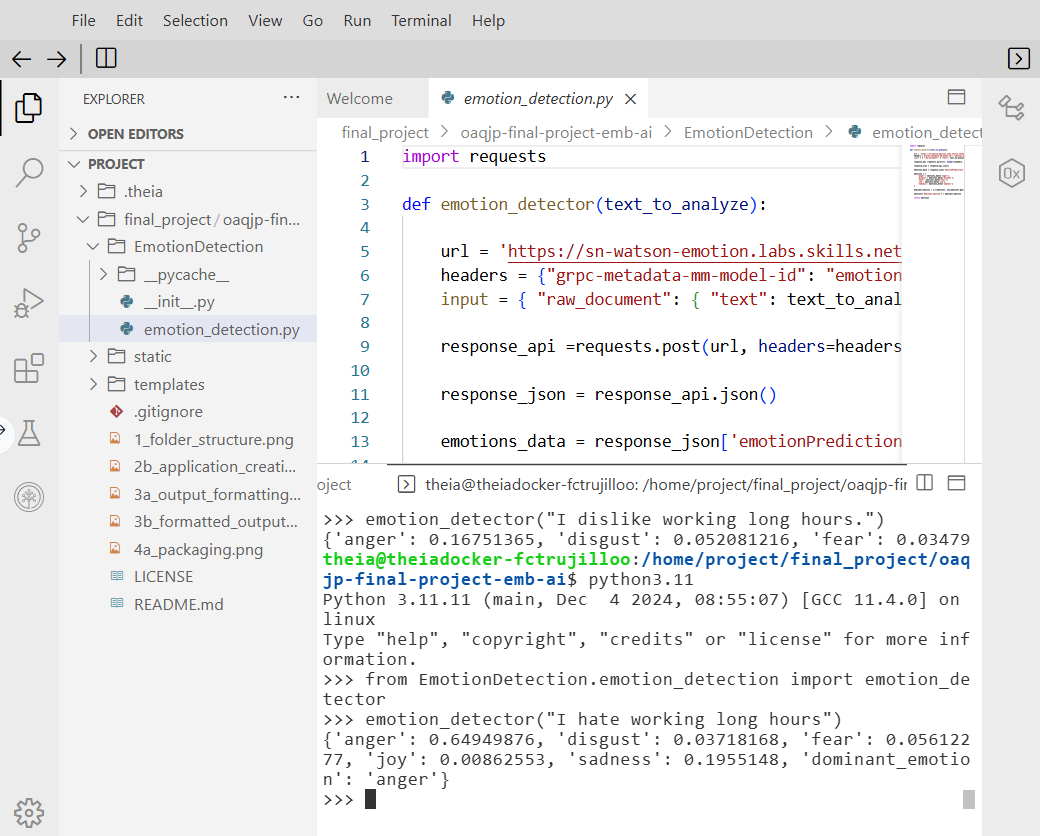 File Edit Selection View Go Run Terminal Help
EXPLORER ...
OPEN EDITORS
PROJECT
.theia
final_project / oaqjp-fin...
EmotionDetection
__pycache__
__init__.py
emotion_detection.py
static
templates
.gitignore
1_folder_structure.png
2b_application_creati...
3a_output_formatting...
3b_formatted_output...
4a_packaging.png
LICENSE
README.md
Welcome emotion_detection.py
final_project > oaqjp-final-project-emb-ai > EmotionDetection > emotion_detect
1 import requests
2
3 def emotion_detector(text_to_analyze):
4
5 url = 'https://sn-watson-emotion.labs.skills.net
6 headers = {"grpc-metadata-mm-model-id": "emotion
7 input = { "raw_document": { "text": text_to_anal
8
9 response_api =requests.post(url, headers=headers
10
11 response_json = response_api.json()
12
13 emotions_data = response_json['emotionPrediction
14
oject theia@theiadocker-fctrujilloo: /home/project/final_project/oaqjp-fir
>>> emotion_detector("I dislike working long hours.")
{'anger': 0.16751365, 'disgust': 0.052081216, 'fear': 0.03479
theia@theiadocker-fctrujilloo:/home/project/final_project/oaq
jp-final-project-emb-ai$ python3.11
Python 3.11.11 (main, Dec  4 2024, 08:55:07) [GCC 11.4.0] on
linux
Type "help", "copyright", "credits" or "license" for more inf
ormation.
>>> from EmotionDetection.emotion_detection import emotion_de
tector
>>> emotion_detector("I hate working long hours")
{'anger': 0.64949876, 'disgust': 0.03718168, 'fear': 0.05612
77, 'joy': 0.00862553, 'sadness': 0.1955148, 'dominant_emotio
n': 'anger'}
>>>
0x